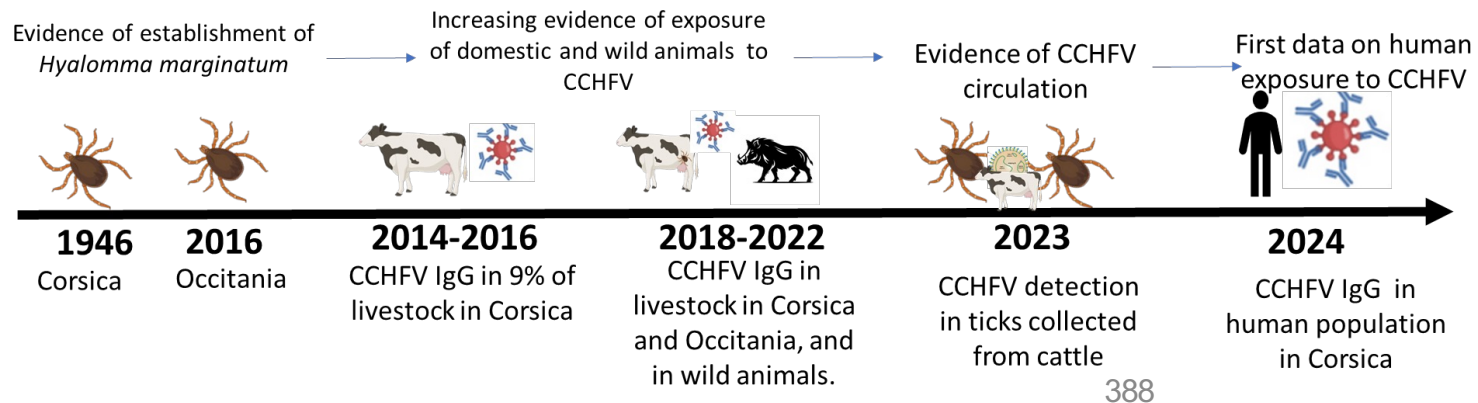 Evidence of establishment of
Hyalomma marginatum
Increasing evidence of exposure
of domestic and wild animals to
CCHFV
Evidence of CCHFV
circulation
First data on human
exposure to CCHFV
1946
Corsica
2016
Occitania
2014-2016
CCHFV IgG in 9% of
livestock in Corsica
2018-2022
CCHFV IgG in
livestock in Corsica
and Occitania, and
in wild animals.
2023
CCHFV detection
in ticks collected
from cattle
2024
CCHFV IgG in
human population
in Corsica
388